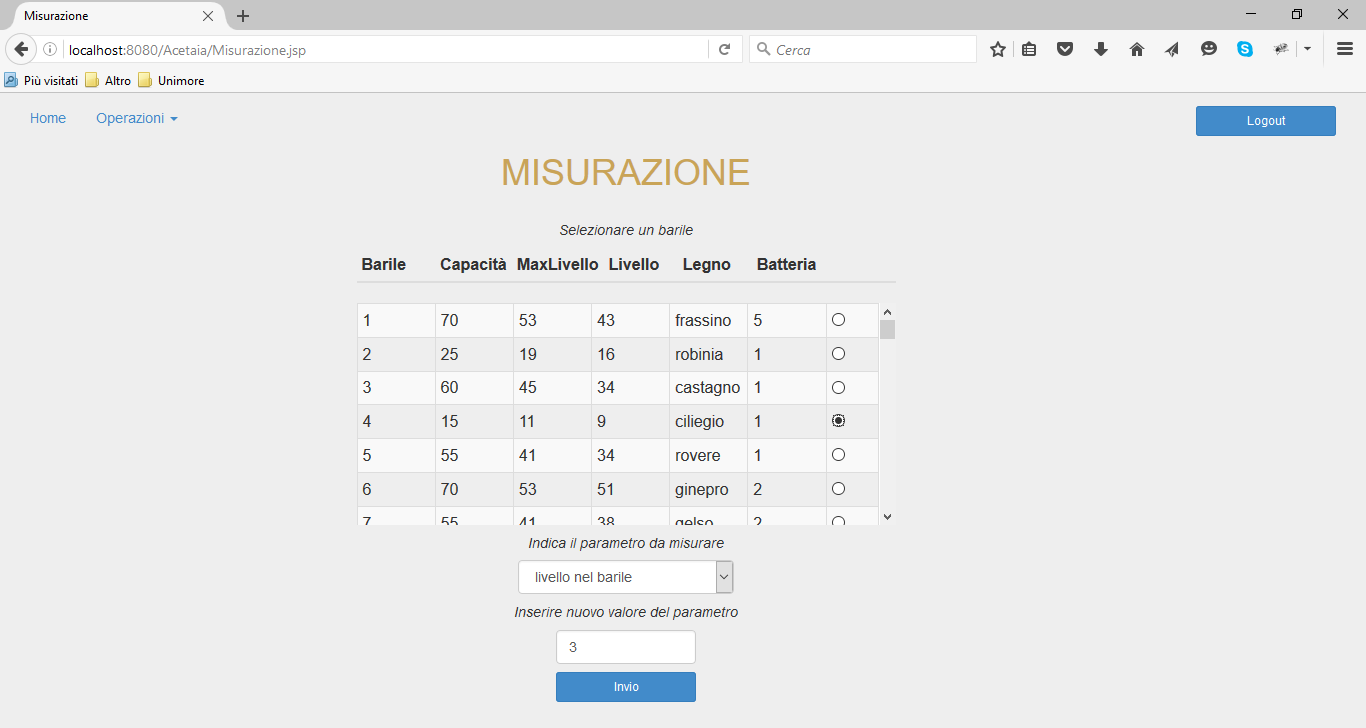 Misurazione
localhost:8080/Acetaia/Misurazione.jsp
Cerca
Più visitati Altro Unimore
Home Operazioni Logout
MISURAZIONE
Selezionare un barile
Barile Capacità MaxLivello Livello Legno Batteria
1 70 53 43 frassino 5
2 25 19 16 robinia 1
3 60 45 34 castagno 1
4 15 11 9 ciliegio 1
5 55 41 34 rovere 1
6 70 53 51 ginepro 2
7 55 41 38 gelso 2
Indica il parametro da misurare
livello nel barile
Inserire nuovo valore del parametro
3
Invio